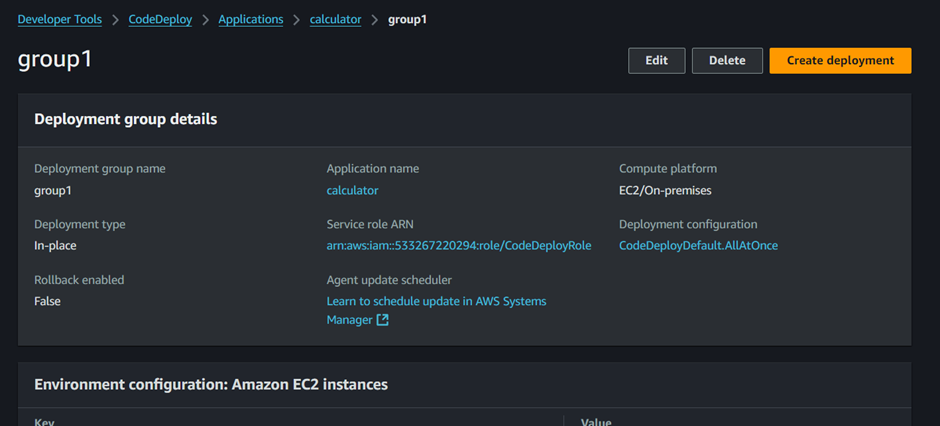 Developer Tools > CodeDeploy > Applications > calculator > group1
group1
Edit Delete Create deployment
Deployment group details
Deployment group name Application name Compute platform
group1 calculator EC2/On-premises
Deployment type Service role ARN Deployment configuration
In-place arn:aws:iam::533267220294:role/CodeDeployRole CodeDeployDefault.AllAtOnce
Rollback enabled Agent update scheduler
False Learn to schedule update in AWS Systems
Manager
Environment configuration: Amazon EC2 instances
Key Value